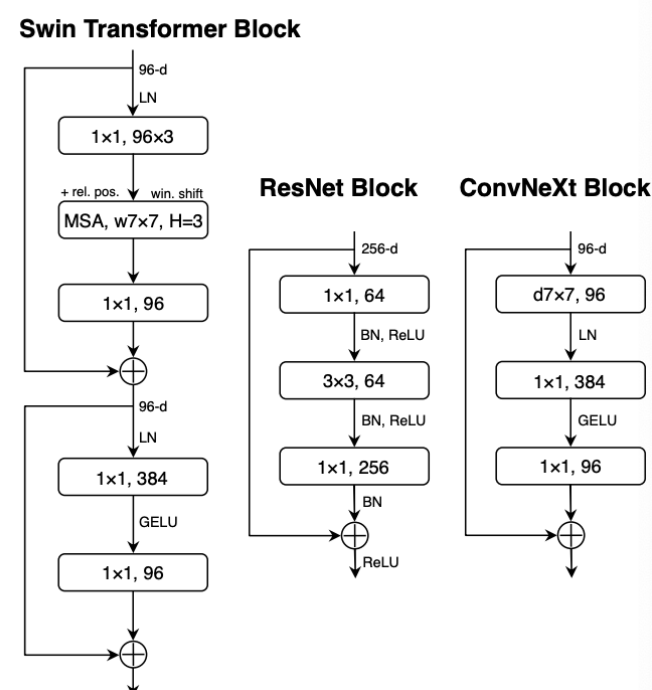 Swin Transformer Block
96-d
LN
1×1, 96×3
+ rel. pos.
win. shift
MSA, w7×7, H=3
1×1, 96
96-d
LN
1×1, 384
GELU
1×1, 96
ResNet Block
256-d
1×1, 64
BN, ReLU
3×3, 64
BN, ReLU
1×1, 256
BN
ReLU
ConvNeXt Block
96-d
d7×7, 96
LN
1×1, 384
GELU
1×1, 96